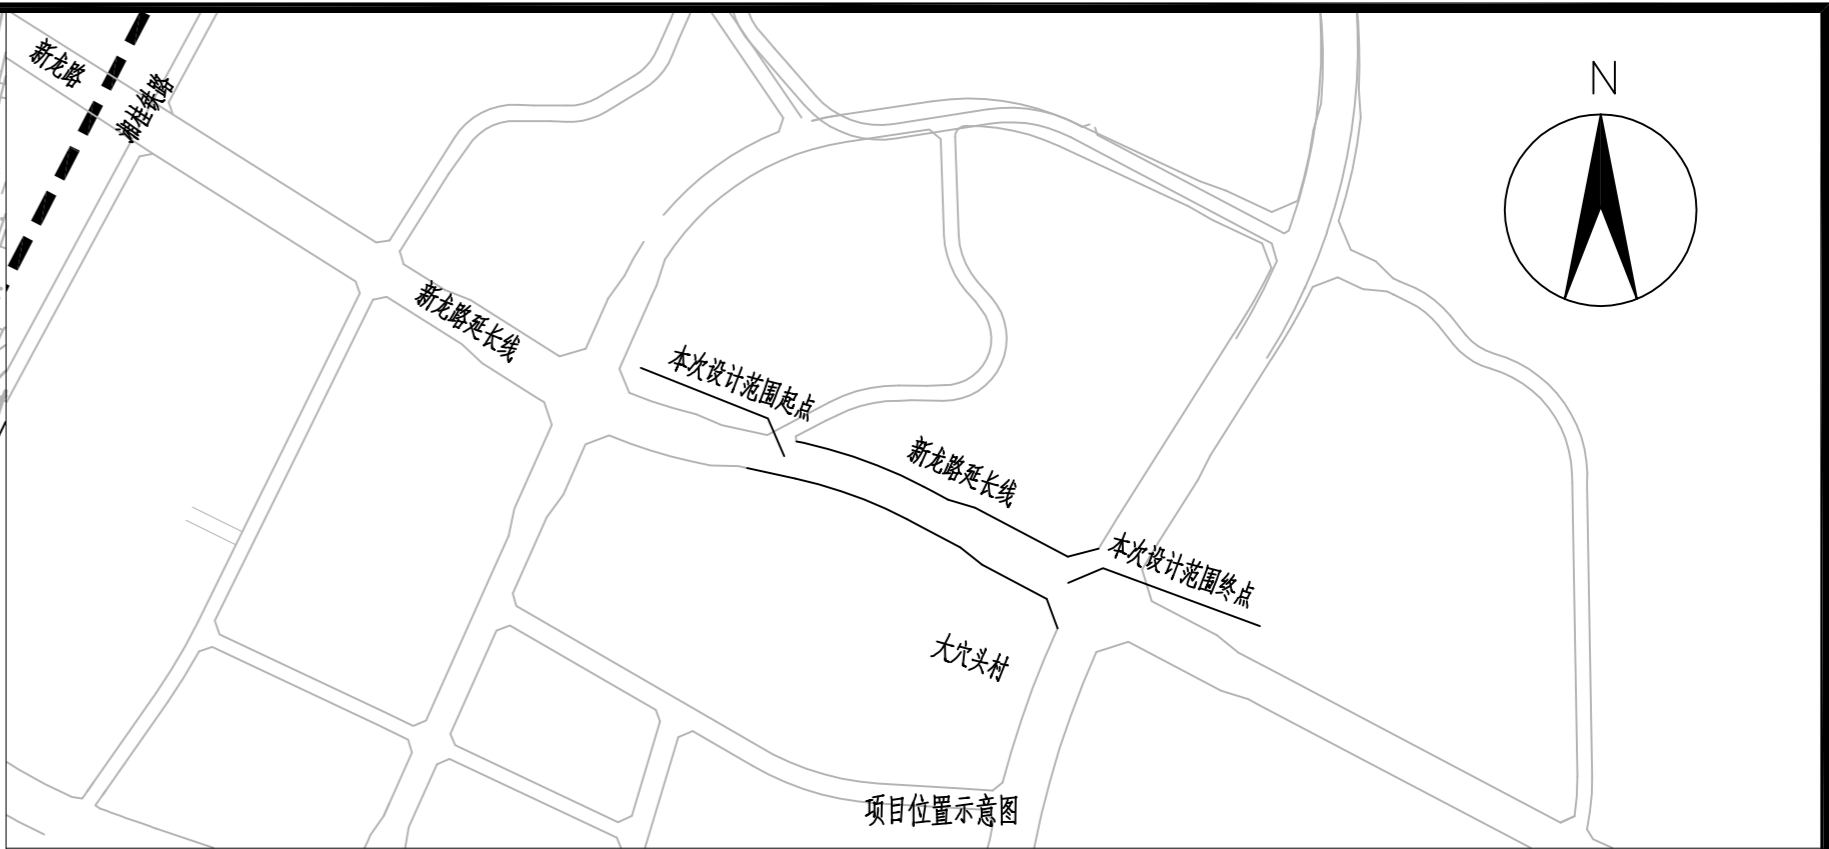 新龙路
湘桂铁路
N
新龙路延长线
本次设计范围起点
新龙路延长线
本次设计范围终点
大穴头村
项目位置示意图